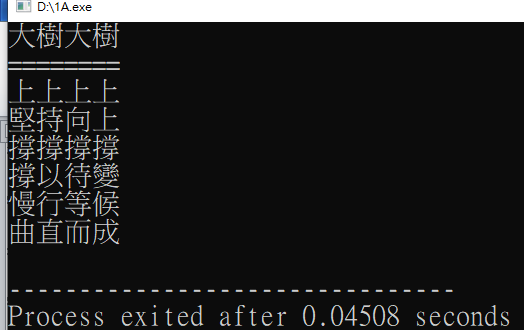 D:\1A.exe
大樹大樹
========
上上上上
堅持向上
撐撐撐撐
撐以待變
慢行等候
曲直而成
--------------------------------
Process exited after 0.04508 seconds